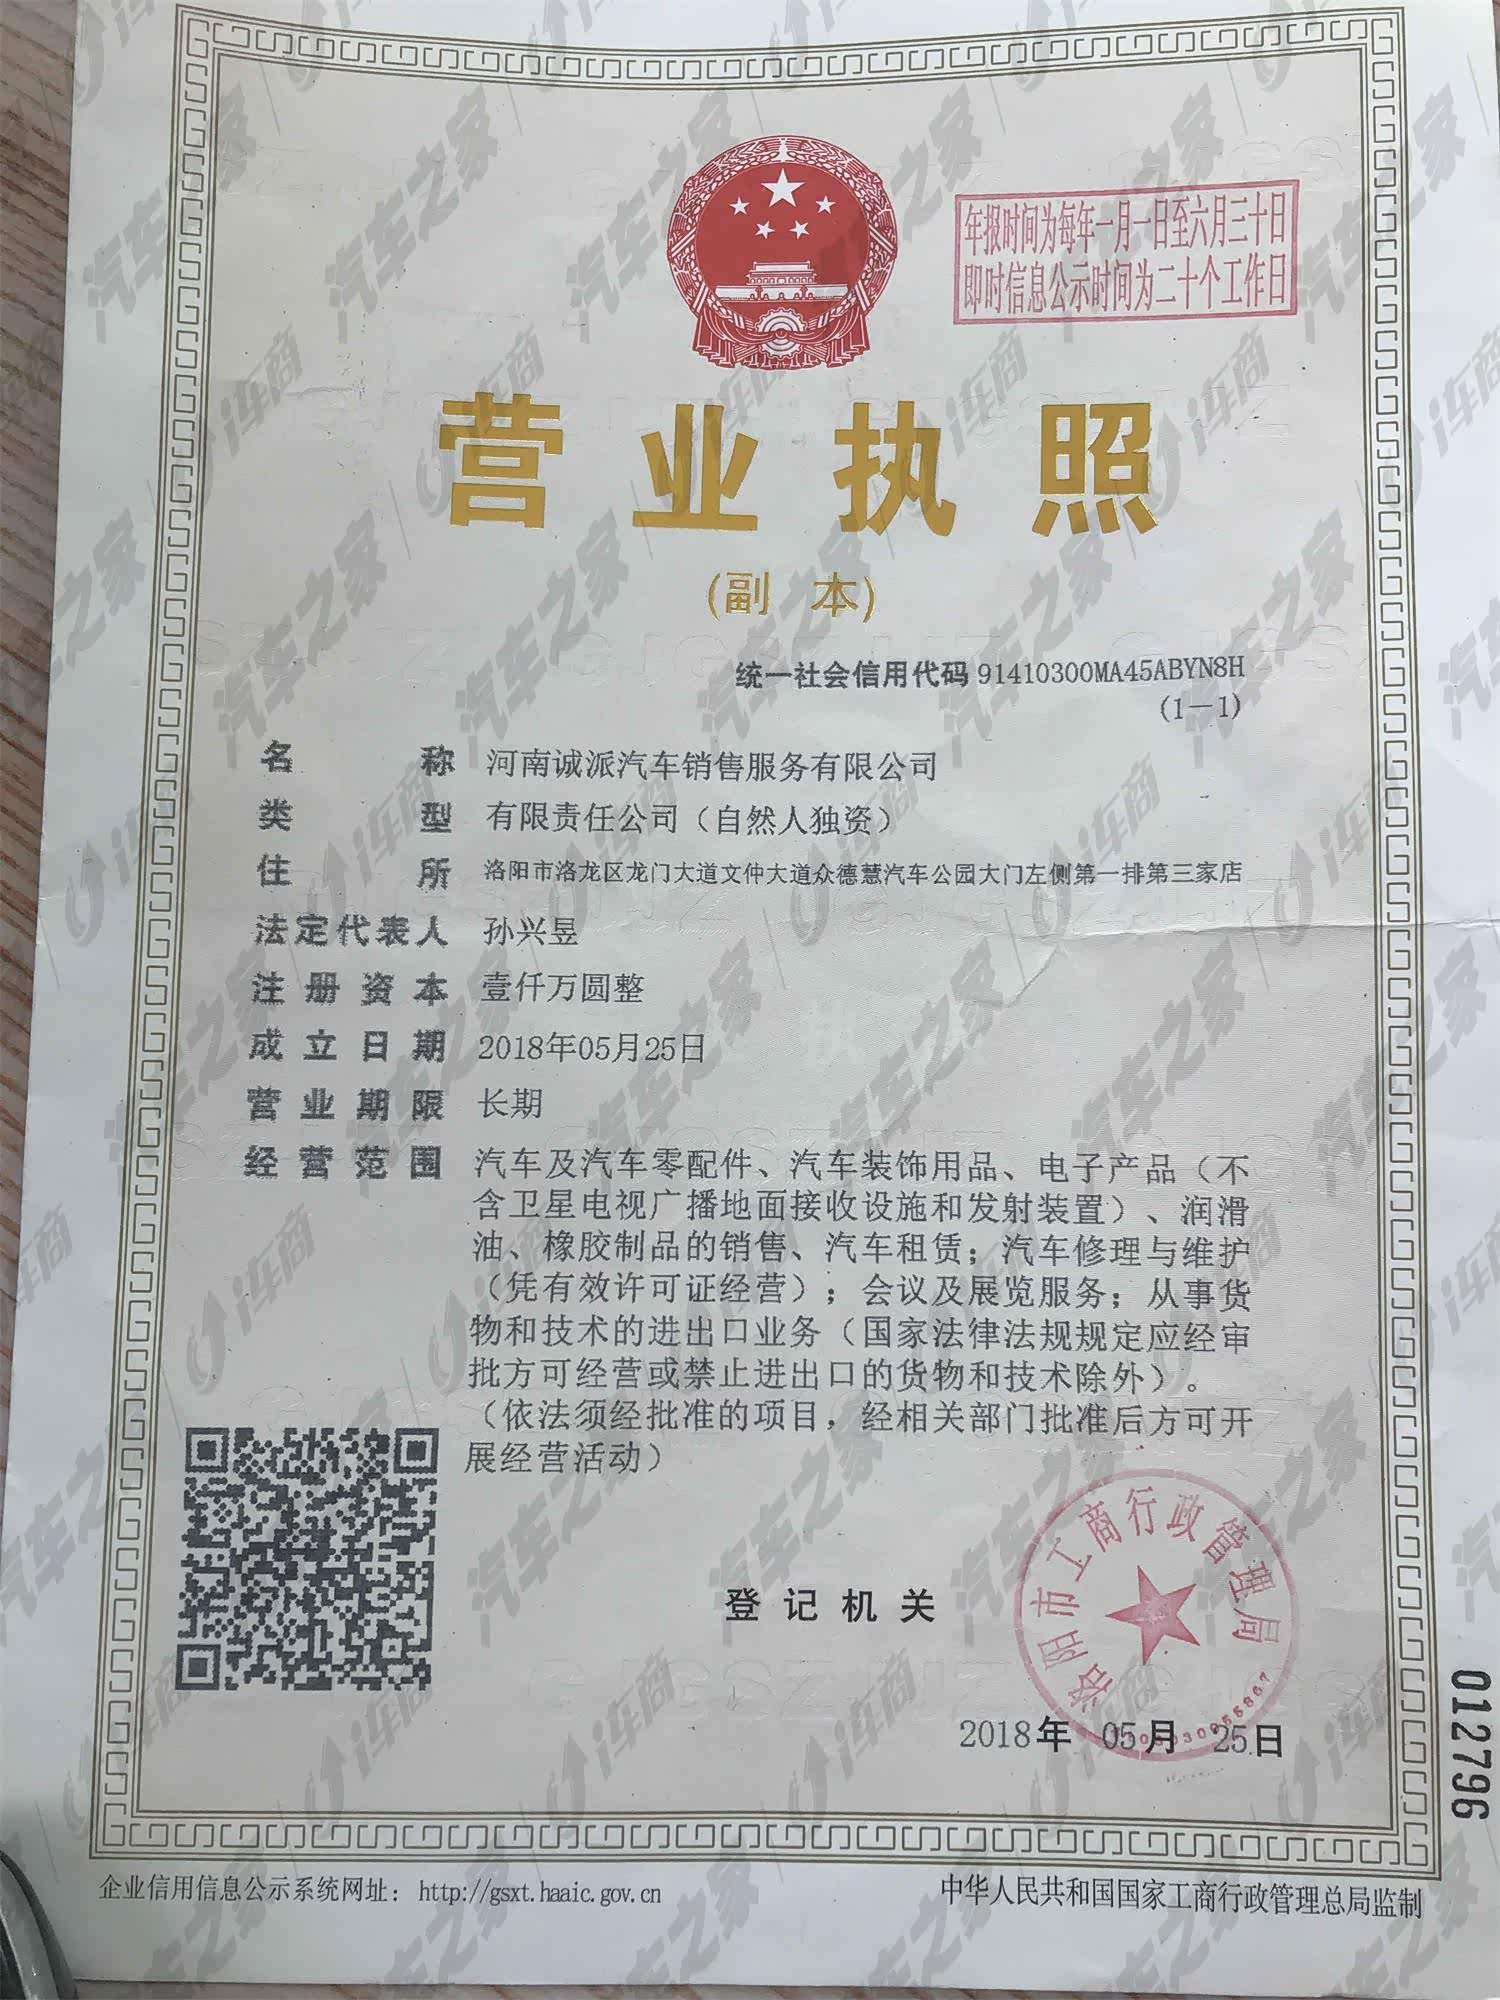 年报时间为每年一月一日至六月三十日
即时信息公示时间为二十个工作日
营业执照
(副 本)
统一社会信用代码 91410300MA45ABYN8H
(1-1)
名称 河南诚派汽车销售服务有限公司
类型 有限责任公司（自然人独资）
住所 洛阳市洛龙区龙门大道文仲大道众德慧汽车公园大门左侧第一排第三家店
法定代表人 孙兴昱
注册资本 壹仟万圆整
成立日期 2018年05月25日
营业期限 长期
经营范围 汽车及汽车零配件、汽车装饰用品、电子产品（不
含卫星电视广播地面接收设施和发射装置）、润滑
油、橡胶制品的销售、汽车租赁；汽车修理与维护
（凭有效许可证经营）；会议及展览服务；从事货
物和技术的进出口业务（国家法律法规规定应经审
批方可经营或禁止进出口的货物和技术除外）。
（依法须经批准的项目，经相关部门批准后方可开
展经营活动）
登记机关
洛阳市工商行政管理局
2018年 05月 25日
012796
企业信用信息公示系统网址：http://gsxt.haaic.gov.cn
中华人民共和国国家工商行政管理总局监制
汽车之家
i车商